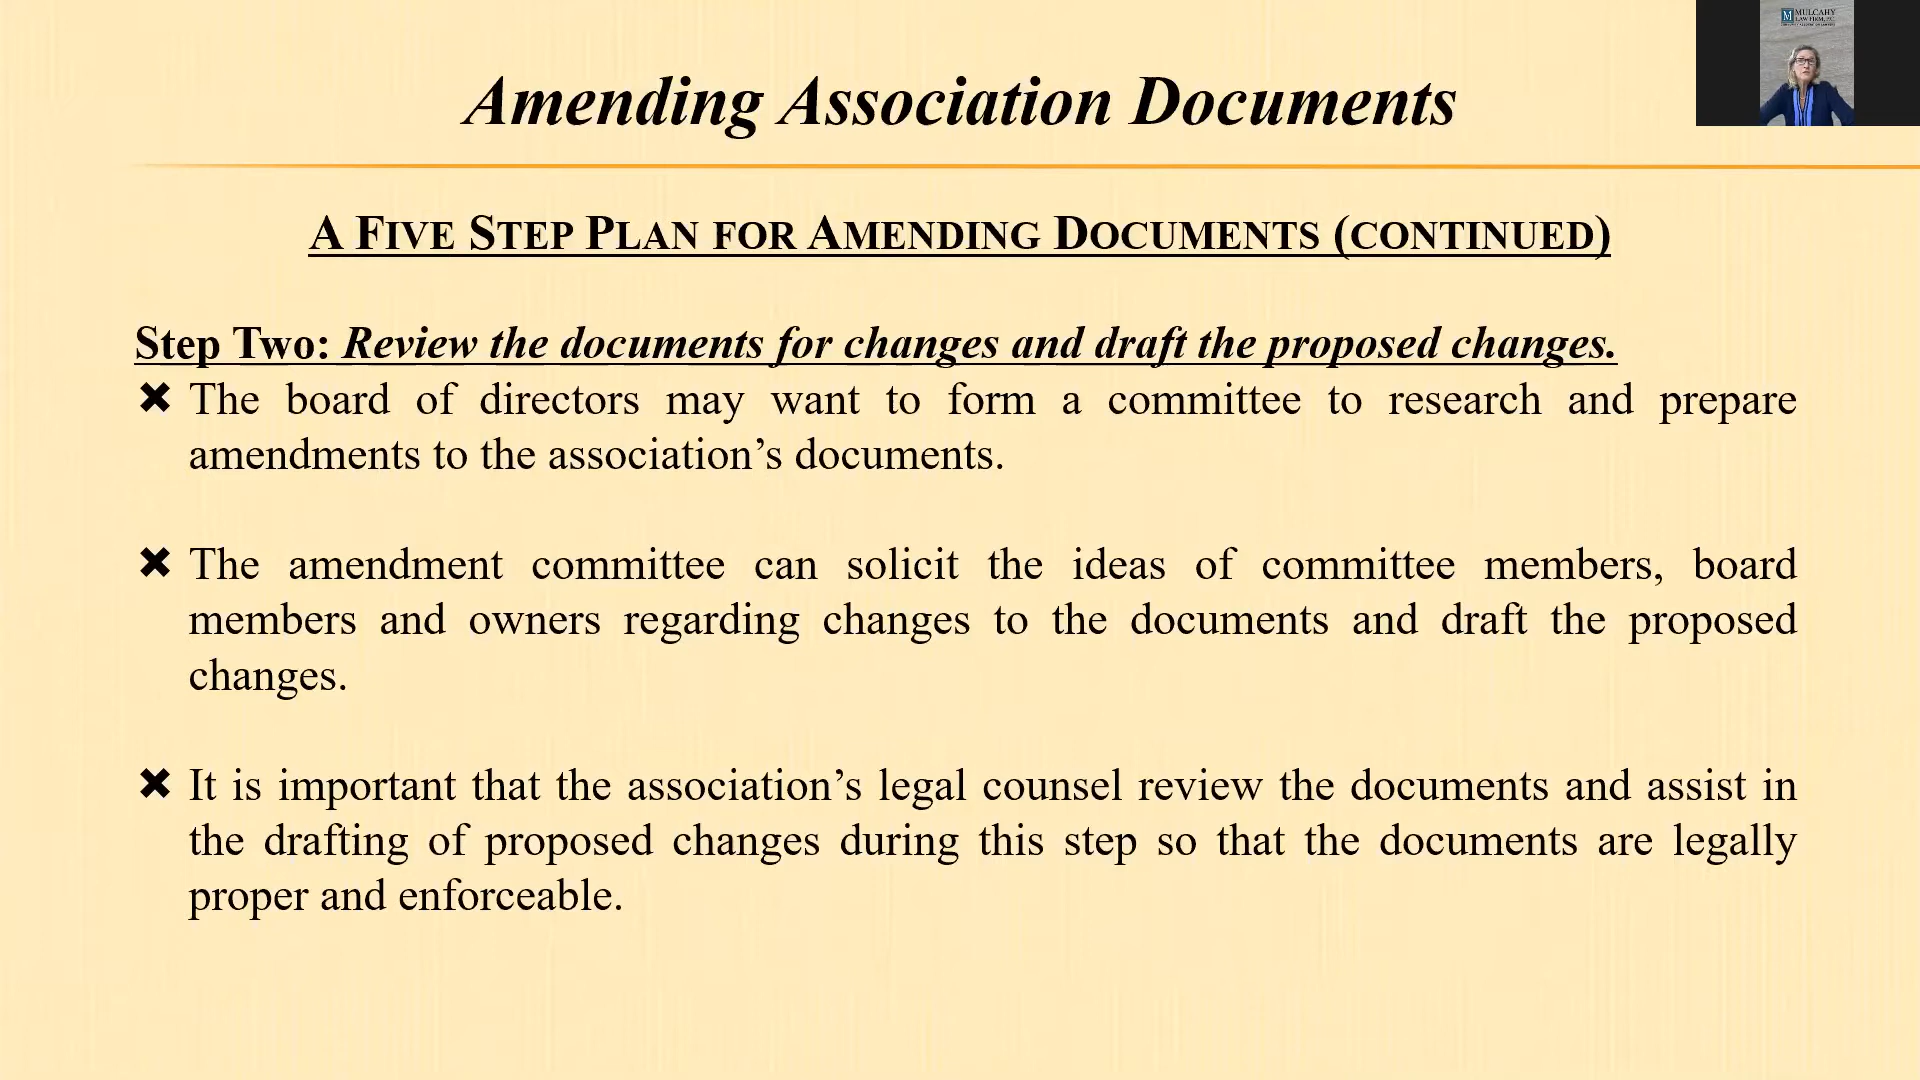 MULCAHY
LAW FIRM, P.C.
Amending Association Documents
A FIVE STEP PLAN FOR AMENDING DOCUMENTS (CONTINUED)
Step Two: Review the documents for changes and draft the proposed changes.
✖ The board of directors may want to form a committee to research and prepare
amendments to the association’s documents.
✖ The amendment committee can solicit the ideas of committee members, board
members and owners regarding changes to the documents and draft the proposed
changes.
✖ It is important that the association’s legal counsel review the documents and assist in
the drafting of proposed changes during this step so that the documents are legally
proper and enforceable.